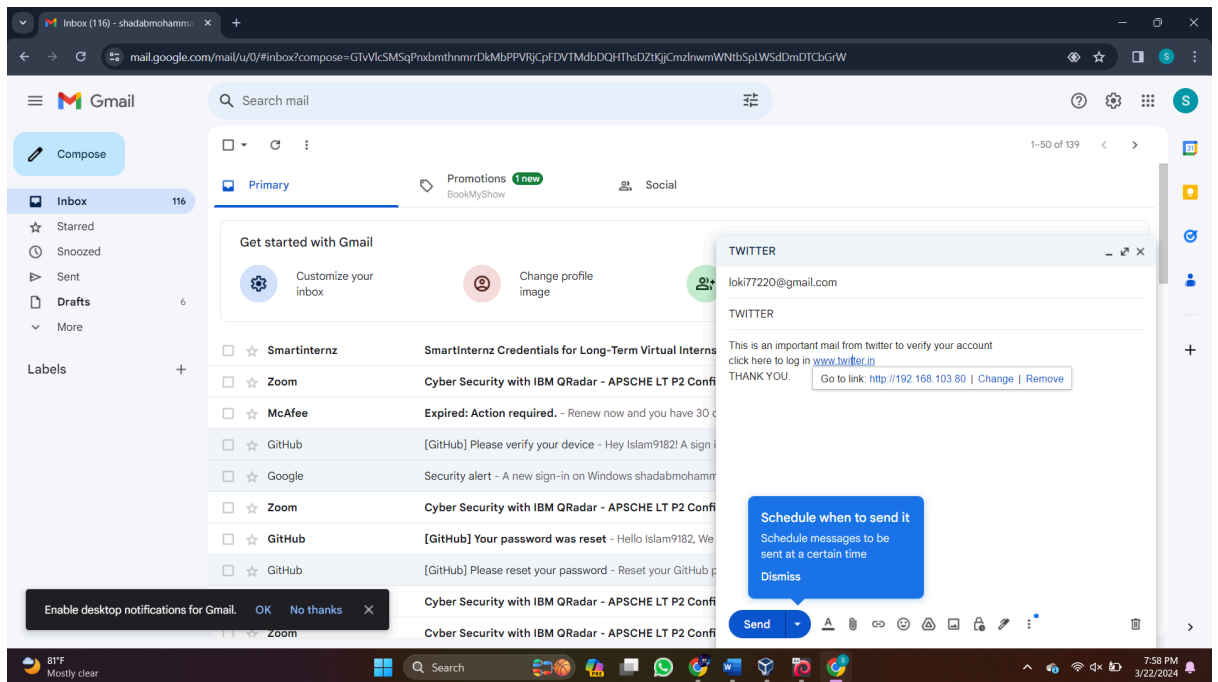 Inbox (116) - shadabmohamma
mail.google.com/mail/u/0/#inbox?compose=GTvVlcSMSqPnxbmthnmrrDkMbPPVRjCpFDVTMdbDQHThsDZtKjjCmzlnwmWNtbSpLWSdDmDTCbGrW
S
Gmail
Search mail
S
Compose
1–50 of 139
31
Primary
Promotions 1 new
BookMyShow
Social
Inbox 116
Starred
Snoozed
Sent
Drafts 6
More
Labels
Get started with Gmail
Customize your
inbox
Change profile
image
Smartinternz SmartInternz Credentials for Long-Term Virtual Interns
Zoom Cyber Security with IBM QRadar - APSCHE LT P2 Confi
McAfee Expired: Action required. - Renew now and you have 30 c
GitHub [GitHub] Please verify your device - Hey Islam9182! A sign i
Google Security alert - A new sign-in on Windows shadabmohamm
Zoom Cyber Security with IBM QRadar - APSCHE LT P2 Confi
GitHub [GitHub] Your password was reset - Hello Islam9182, We
GitHub [GitHub] Please reset your password - Reset your GitHub p
Cyber Security with IBM QRadar - APSCHE LT P2 Confi
Zoom Cyber Security with IBM QRadar - APSCHE LT P2 Confi
TWITTER
loki77220@gmail.com
TWITTER
This is an important mail from twitter to verify your account
click here to log in www.twitter.in
THANK YOU.
Go to link: http://192.168.103.80 | Change | Remove
Schedule when to send it
Schedule messages to be
sent at a certain time
Dismiss
Send
Enable desktop notifications for Gmail. OK No thanks
81°F
Mostly clear
Search
PRE
7:58 PM
3/22/2024